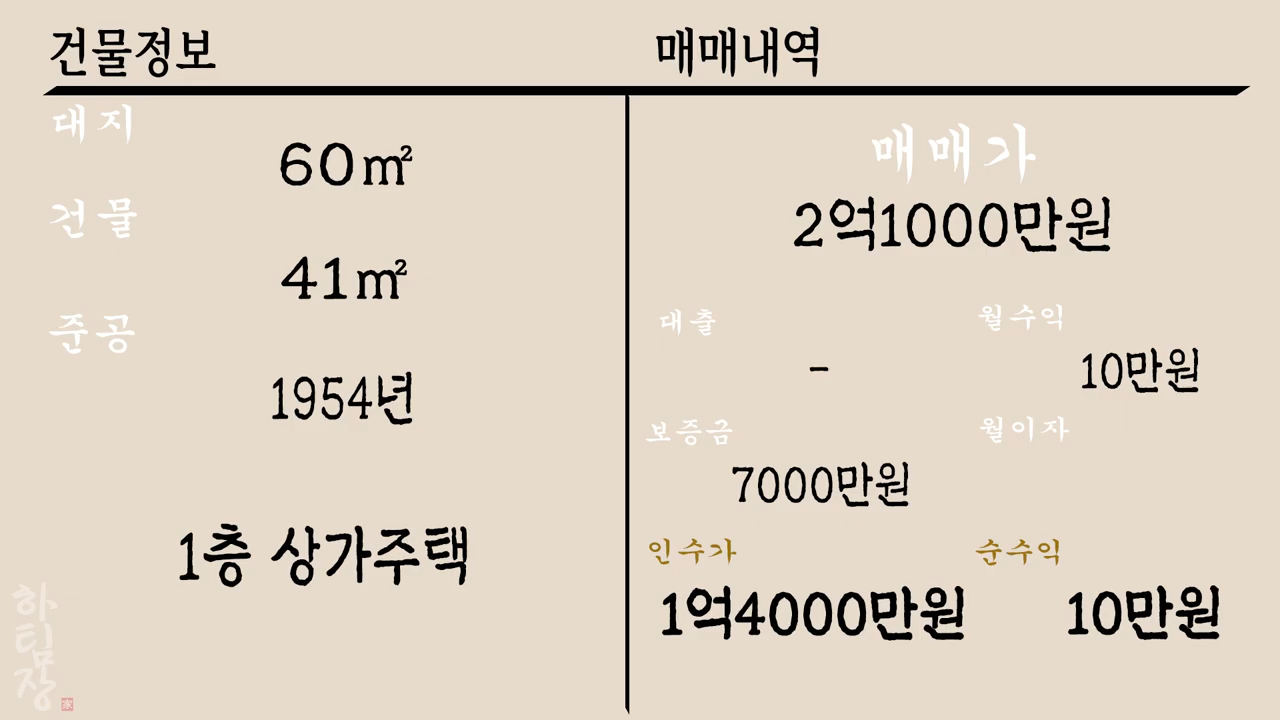 건물정보
대지
60㎡
건물
41㎡
준공
1954년
1층 상가주택
하팀장
매매내역
매매가
2억1000만원
대출
-
월수익
10만원
보증금
7000만원
월이자
인수가
1억4000만원
순수익
10만원